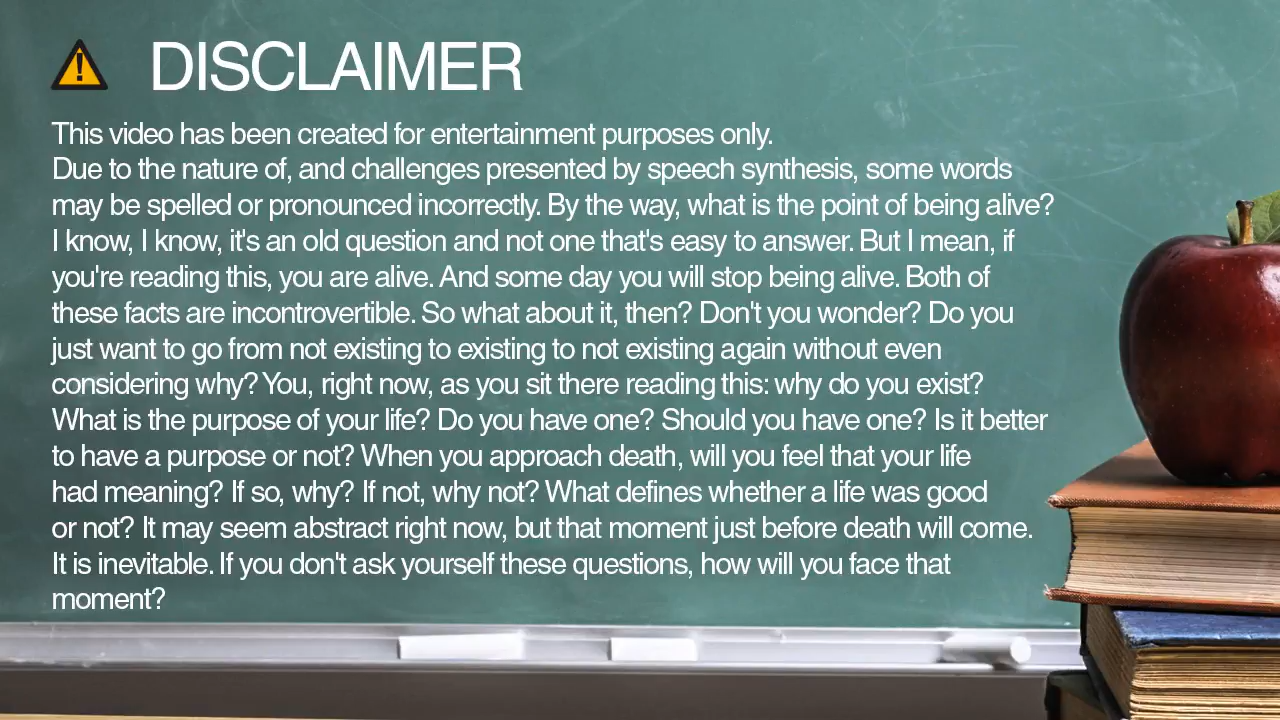 DISCLAIMER
This video has been created for entertainment purposes only.
Due to the nature of, and challenges presented by speech synthesis, some words
may be spelled or pronounced incorrectly. By the way, what is the point of being alive?
I know, I know, it's an old question and not one that's easy to answer. But I mean, if
you're reading this, you are alive. And some day you will stop being alive. Both of
these facts are incontrovertible. So what about it, then? Don't you wonder? Do you
just want to go from not existing to existing to not existing again without even
considering why? You, right now, as you sit there reading this: why do you exist?
What is the purpose of your life? Do you have one? Should you have one? Is it better
to have a purpose or not? When you approach death, will you feel that your life
had meaning? If so, why? If not, why not? What defines whether a life was good
or not? It may seem abstract right now, but that moment just before death will come.
It is inevitable. If you don't ask yourself these questions, how will you face that
moment?